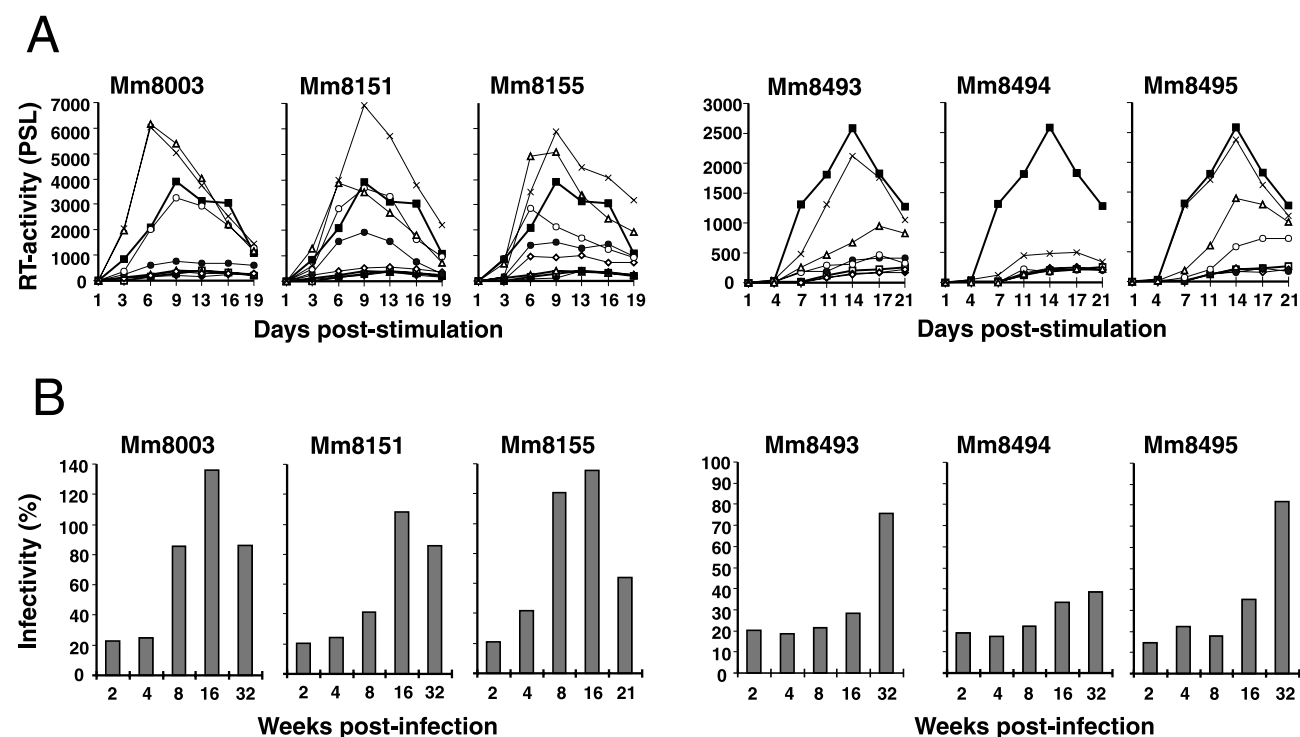 A
Mm8003 Mm8151 Mm8155 Mm8493 Mm8494 Mm8495
RT-activity (PSL)
7000
6000
5000
4000
3000
2000
1000
0
3000
2500
2000
1500
1000
500
0
1 3 6 9 13 16 19 1 3 6 9 13 16 19 1 3 6 9 13 16 19
1 4 7 11 14 17 21 1 4 7 11 14 17 21 1 4 7 11 14 17 21
Days post-stimulation Days post-stimulation
B
Mm8003 Mm8151 Mm8155 Mm8493 Mm8494 Mm8495
Infectivity (%)
140
120
100
80
60
40
20
0
100
90
80
70
60
50
40
30
20
10
0
2 4 8 16 32 2 4 8 16 32 2 4 8 16 21
2 4 8 16 32 2 4 8 16 32 2 4 8 16 32
Weeks post-infection Weeks post-infection